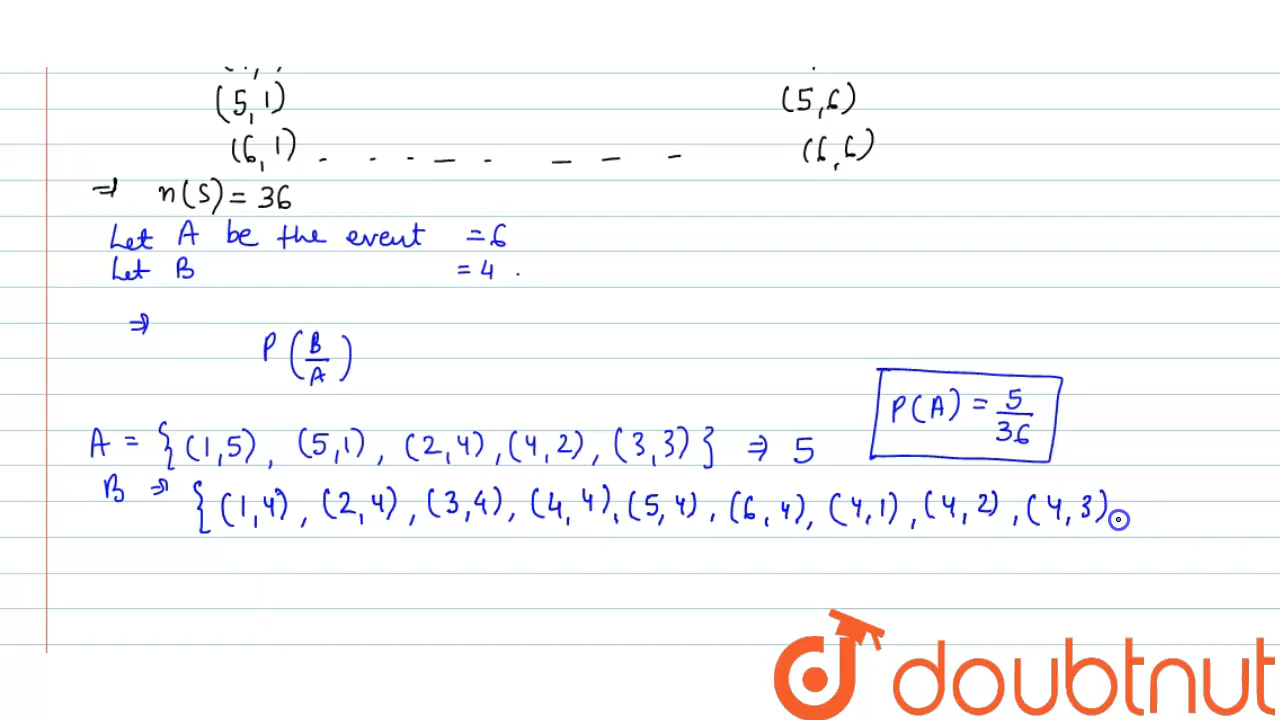 (5,1) (5,6)
(6,1) . . . — . — — — (6,6)
⇒ n(S) = 36
Let A be the event = 6
Let B = 4 .
⇒
P(B/A)
P(A) = 5/36
A = {(1,5), (5,1), (2,4), (4,2), (3,3)} ⇒ 5
B ⇒ {(1,4), (2,4), (3,4), (4,4), (5,4), (6,4), (4,1), (4,2), (4,3)
doubtnut